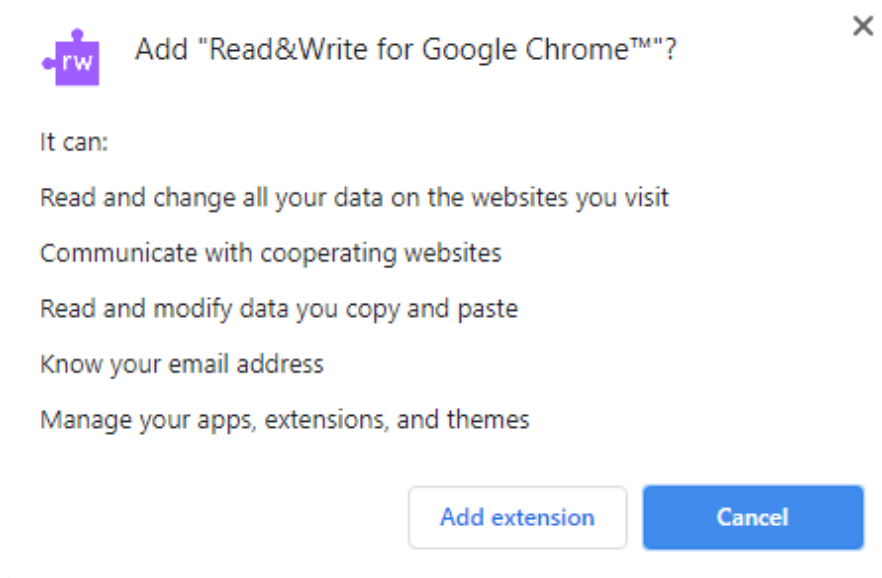 rw
Add "Read&Write for Google Chrome™"?
It can:
Read and change all your data on the websites you visit
Communicate with cooperating websites
Read and modify data you copy and paste
Know your email address
Manage your apps, extensions, and themes
Add extension
Cancel